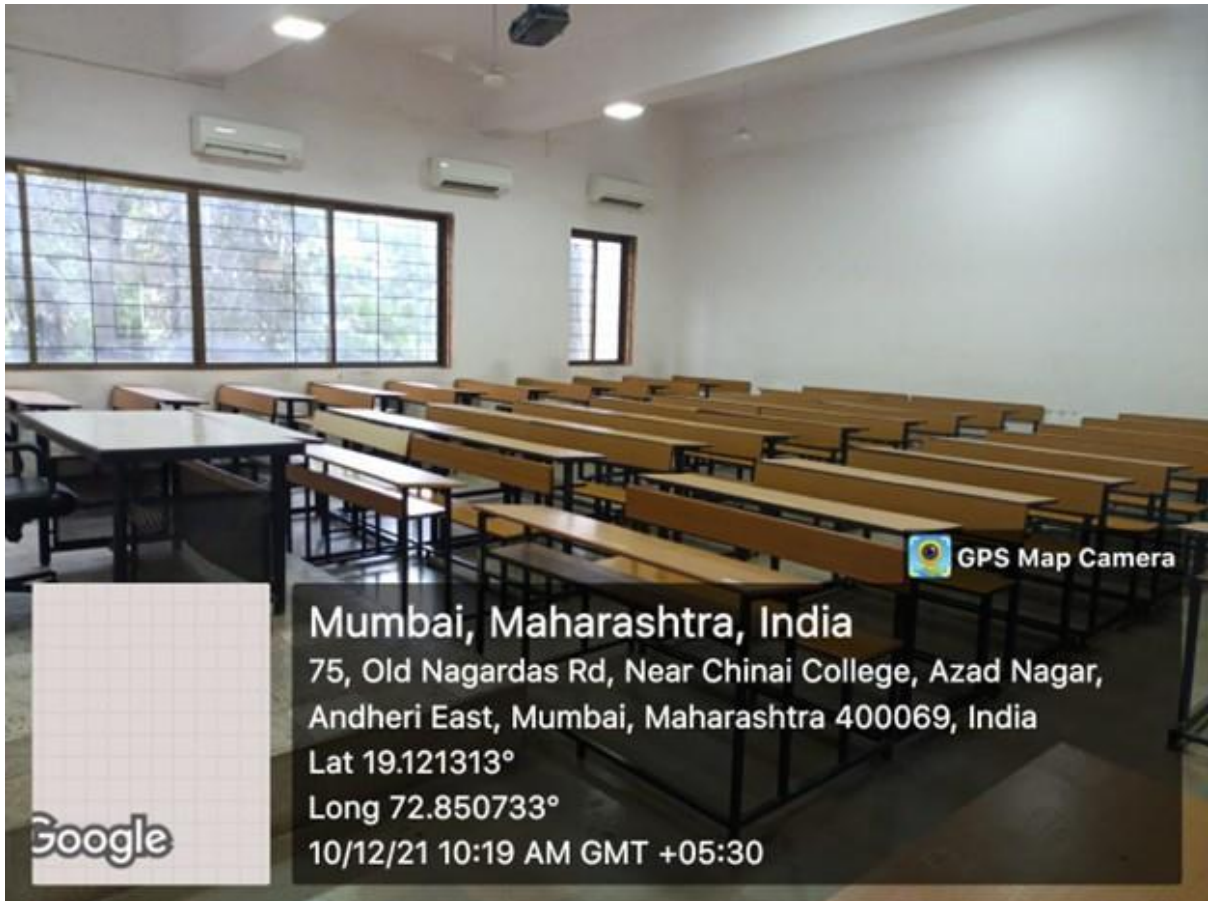 GPS Map Camera
Mumbai, Maharashtra, India
75, Old Nagardas Rd, Near Chinai College, Azad Nagar,
Andheri East, Mumbai, Maharashtra 400069, India
Lat 19.121313°
Long 72.850733°
10/12/21 10:19 AM GMT +05:30
Google